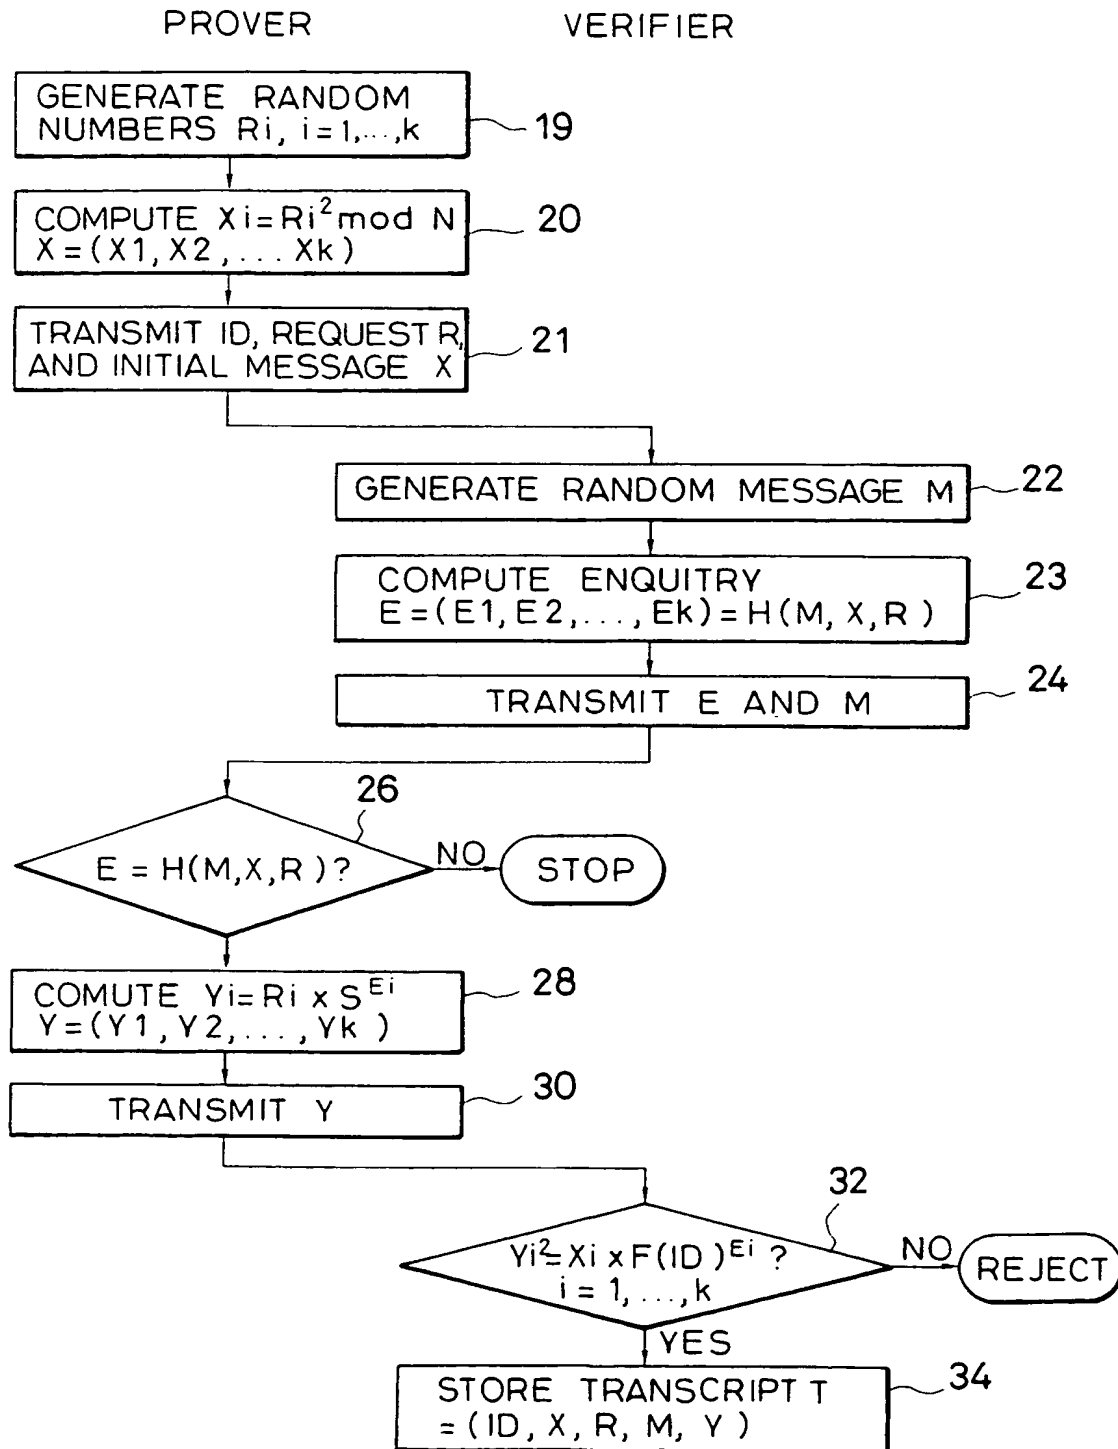 PROVER
VERIFIER
GENERATE RANDOM
NUMBERS Ri, i=1,...,k
19
COMPUTE Xi=Ri² mod N
X=(X1,X2,...Xk)
20
TRANSMIT ID, REQUEST R,
AND INITIAL MESSAGE X
21
GENERATE RANDOM MESSAGE M
22
COMPUTE ENQUITRY
E=(E1,E2,...,Ek)=H(M,X,R)
23
TRANSMIT E AND M
24
26
E = H(M,X,R)?
NO
STOP
COMUTE Yi=Ri x S^Ei
Y=(Y1,Y2,...,Yk)
28
TRANSMIT Y
30
32
Yi²=Xi x F(ID)^Ei ?
i = 1,...,k
NO
REJECT
YES
STORE TRANSCRIPT T
=(ID, X, R, M, Y)
34